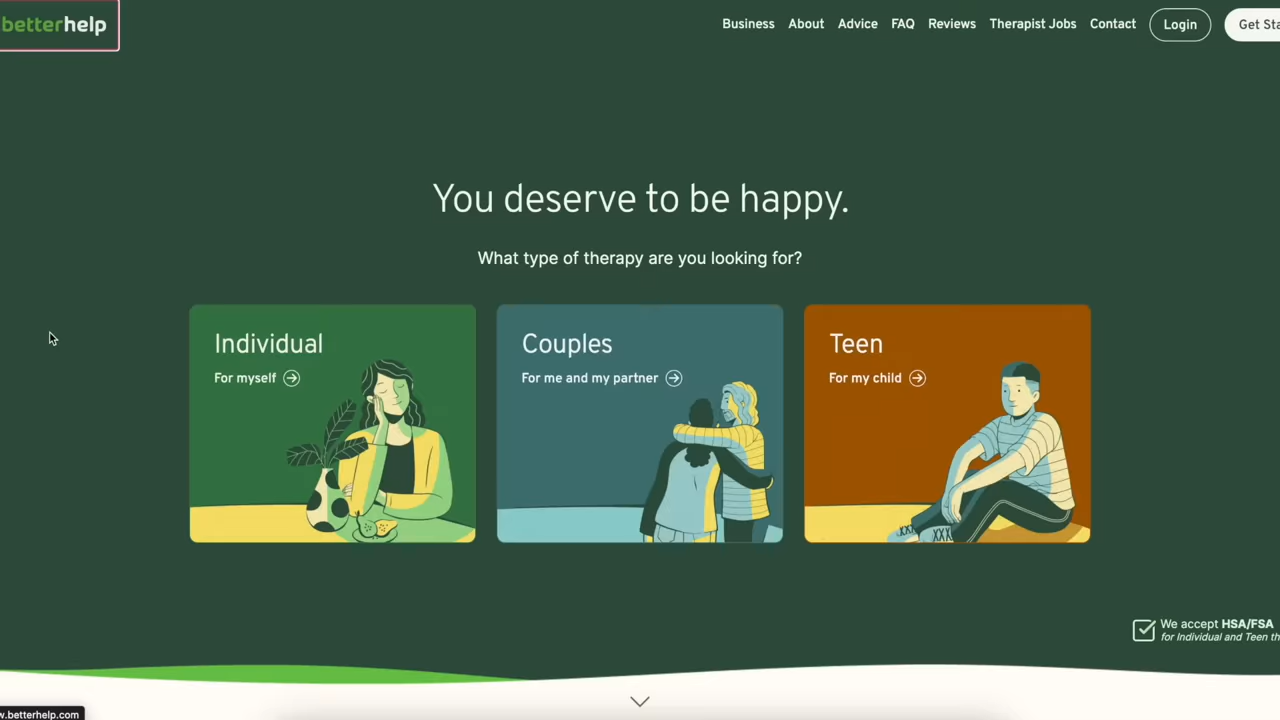 betterhelp
Business About Advice FAQ Reviews Therapist Jobs Contact Login Get
You deserve to be happy.
What type of therapy are you looking for?
Individual
For myself
Couples
For me and my partner
Teen
For my child
We accept HSA/FSA
for Individual and Teen
.betterhelp.com